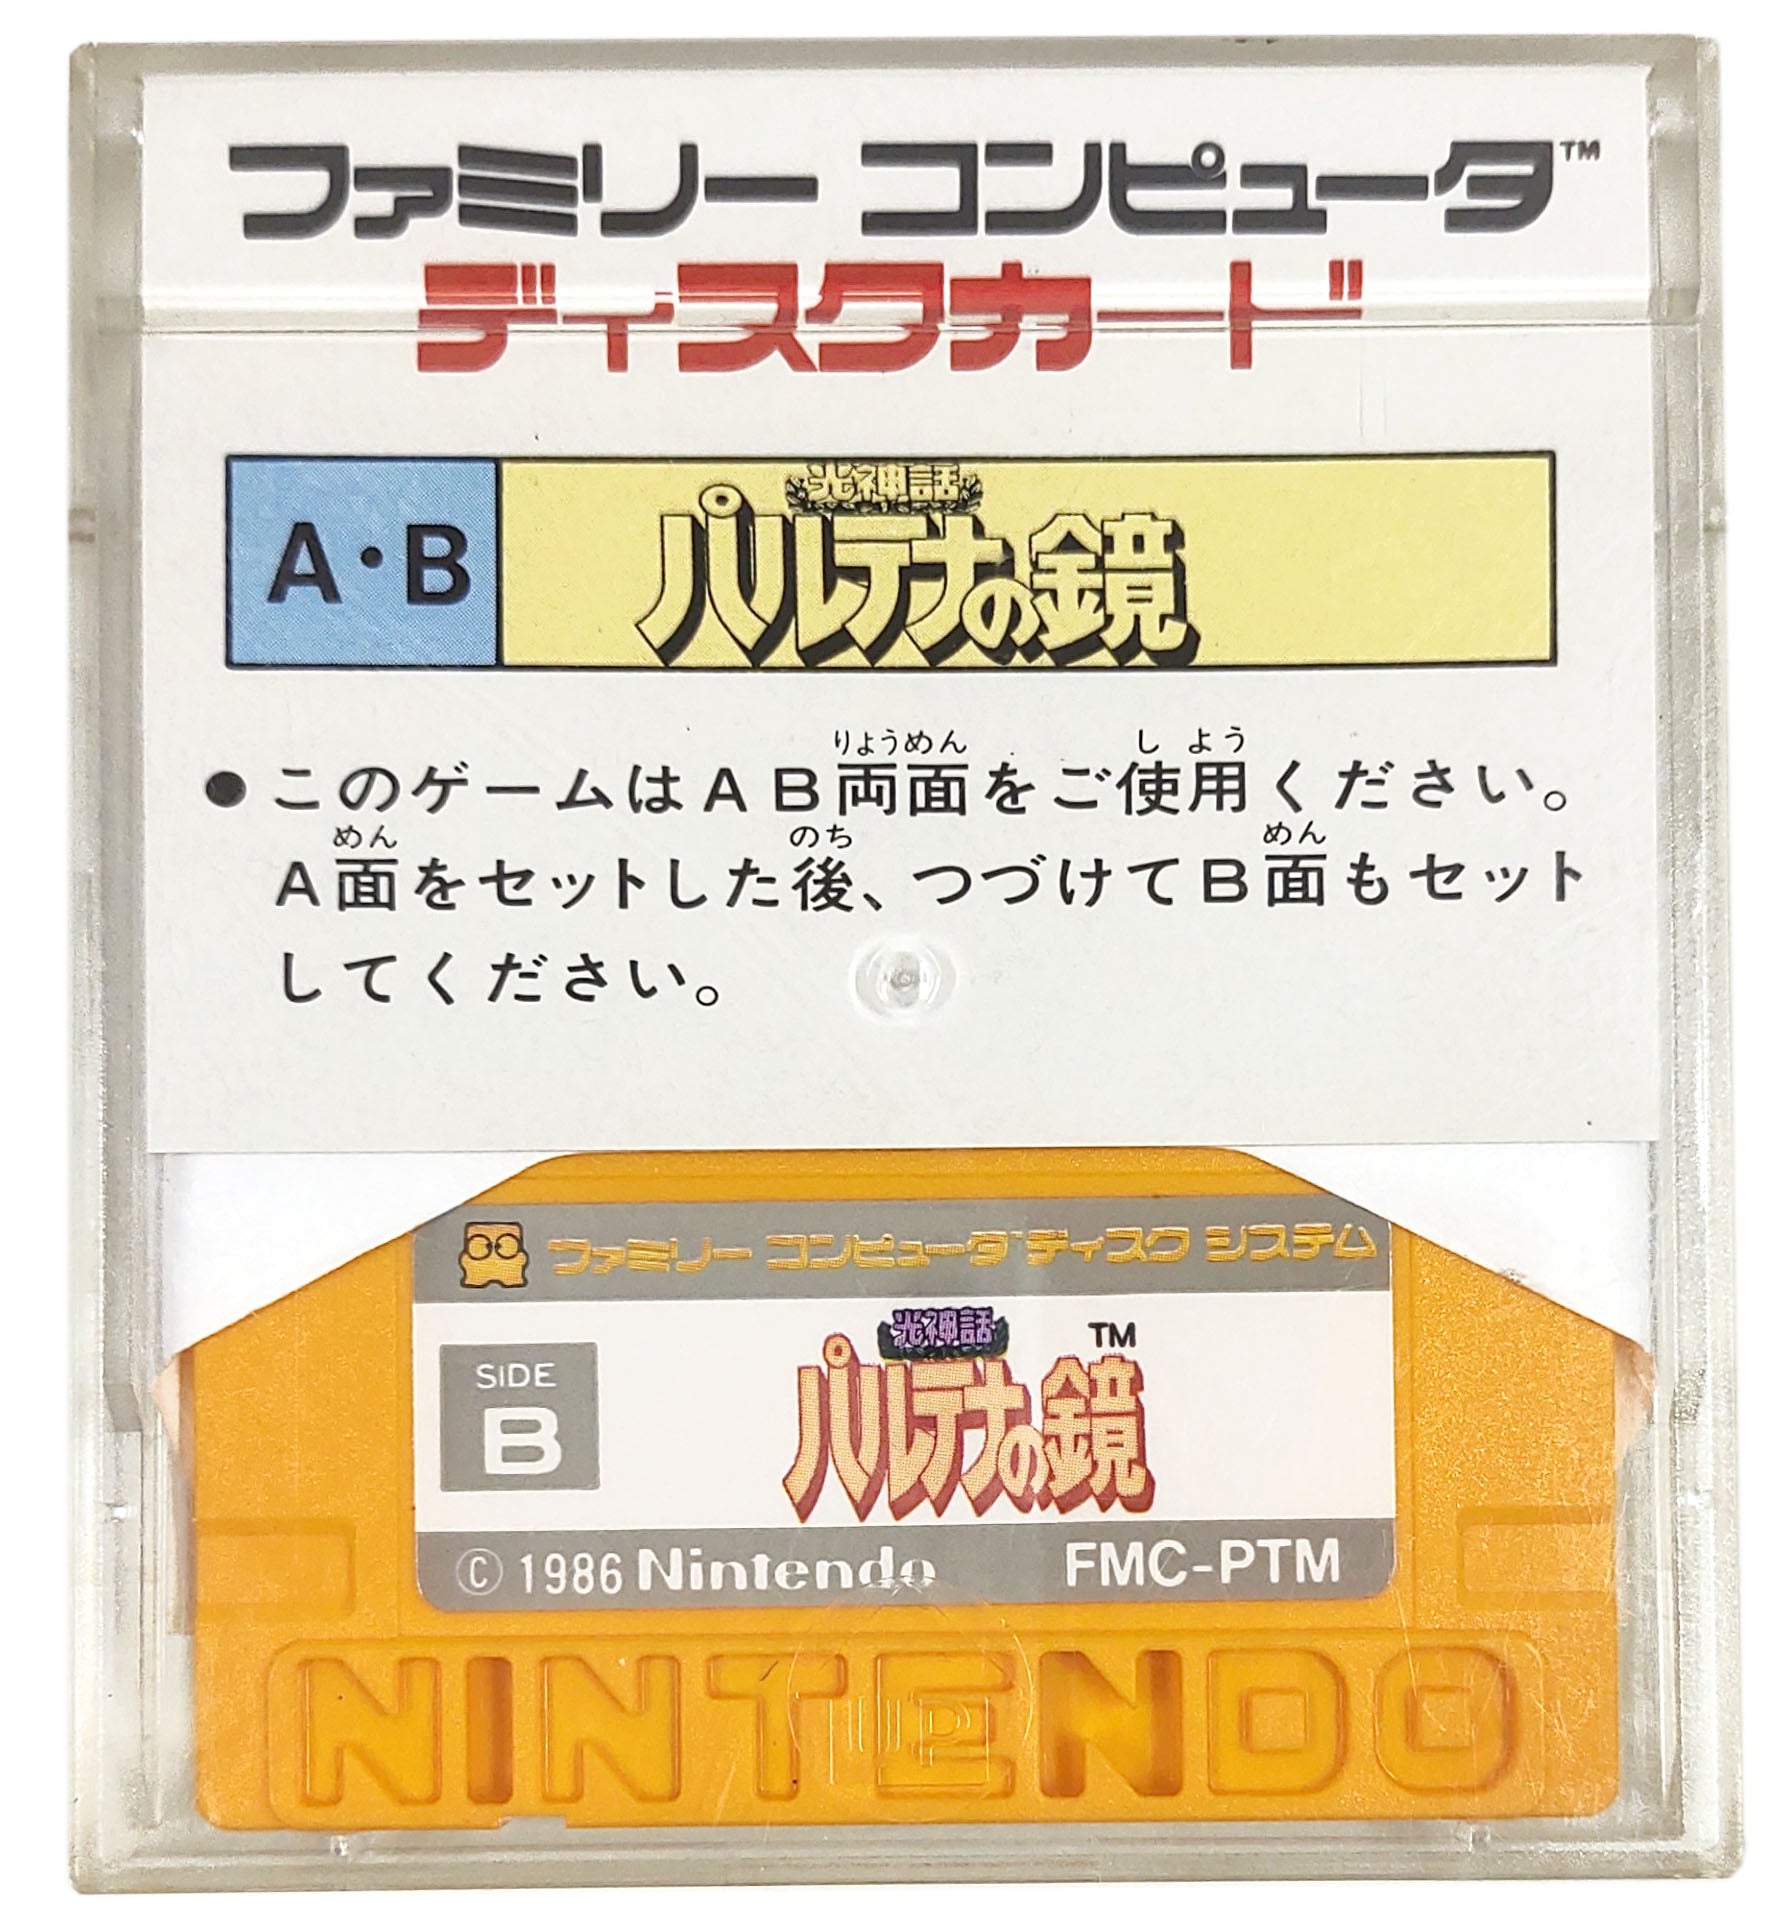 ファミリー コンピュータ™
ディスクカード
A・B
光神話
パルテナの鏡
りょうめん しよう
●このゲームはAB両面をご使用ください。
めん のち めん
A面をセットした後、つづけてB面もセット
してください。
ファミリー コンピュータ™ ディスク システム
SIDE
B
光神話
パルテナの鏡™
© 1986 Nintendo FMC-PTM
NINTENDO